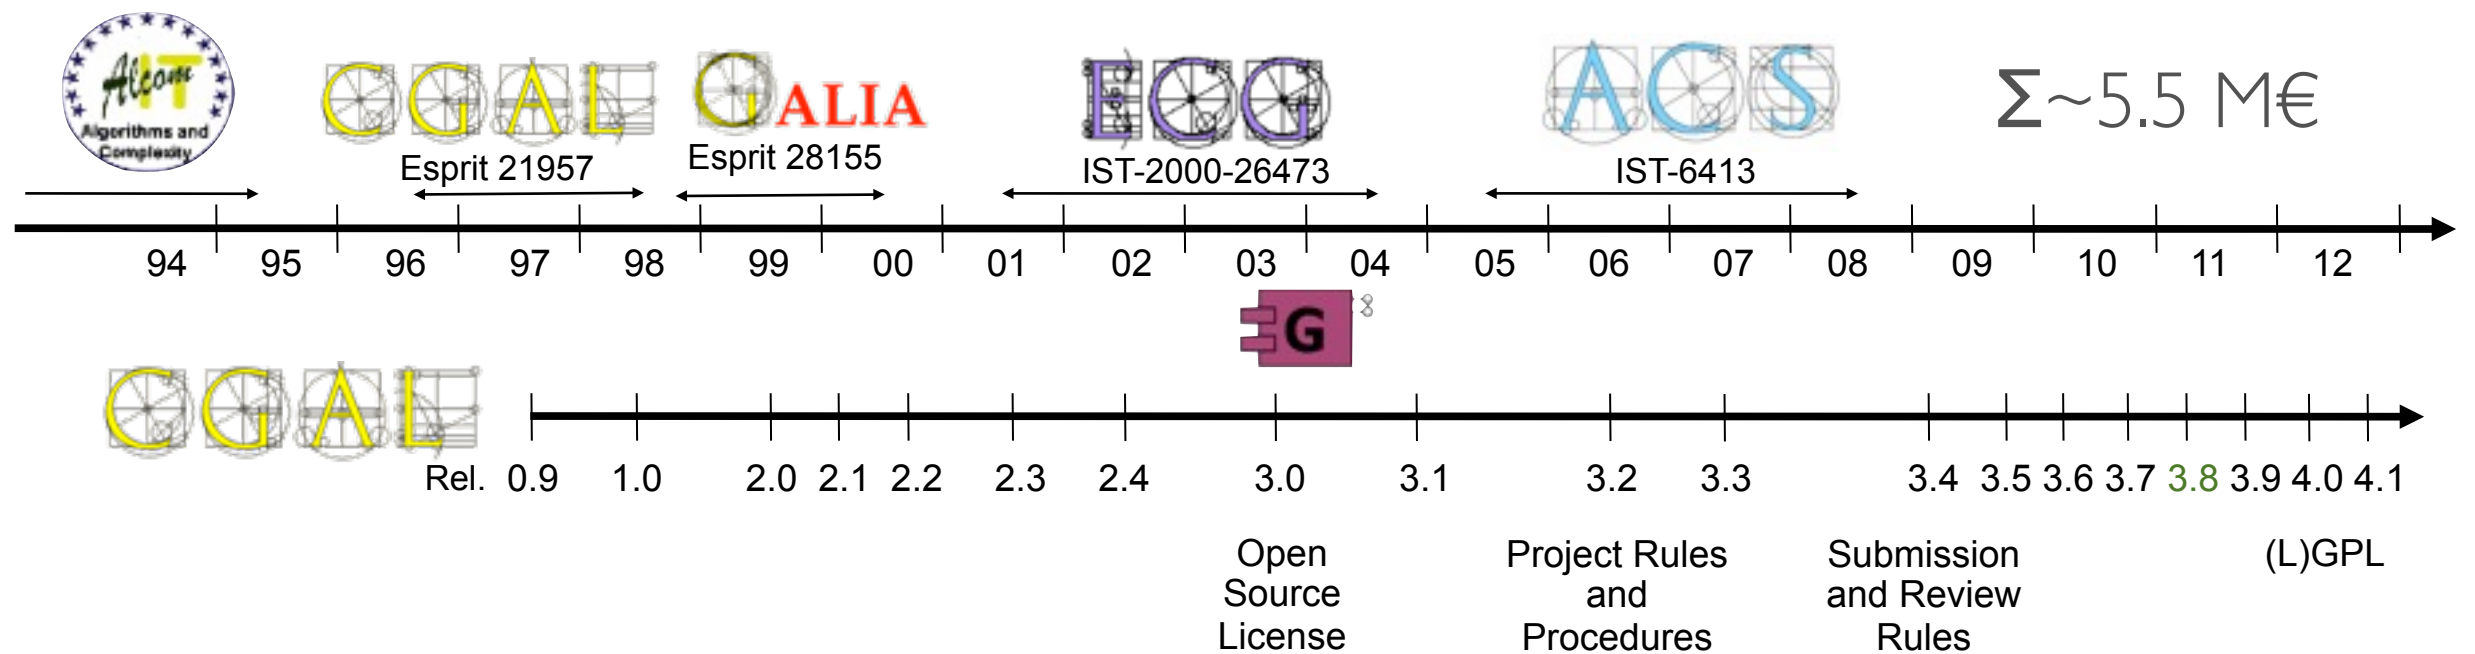 Alcom
IT
Algorithms and
Complexity
CGAL
Esprit 21957
GALIA
Esprit 28155
ECG
IST-2000-26473
ACS
IST-6413
Σ~5.5 M€
94 95 96 97 98 99 00 01 02 03 04 05 06 07 08 09 10 11 12
G
CGAL
Rel. 0.9 1.0 2.0 2.1 2.2 2.3 2.4 3.0 3.1 3.2 3.3 3.4 3.5 3.6 3.7 3.8 3.9 4.0 4.1
Open
Source
License
Project Rules
and
Procedures
Submission
and Review
Rules
(L)GPL